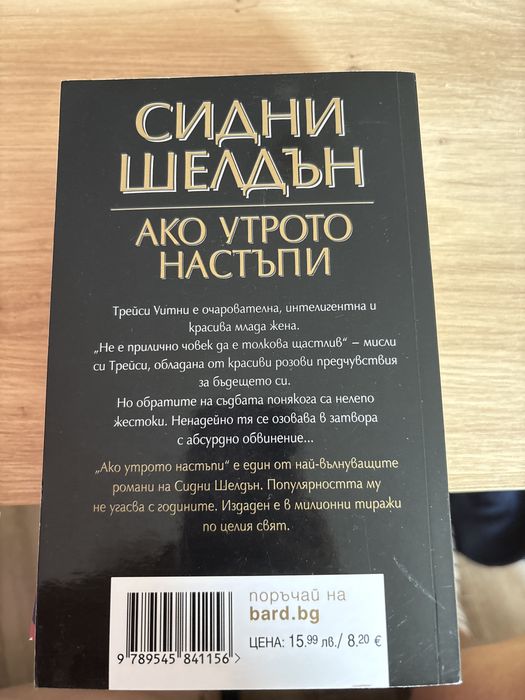 СИДНИ
ШЕЛДЪН
АКО УТРОТО
НАСТЪПИ
Трейси Уитни е очарователна, интелигентна и
красива млада жена.
„Не е прилично човек да е толкова щастлив“ – мисли
си Трейси, обладана от красиви розови предчувствия
за бъдещето си.
Но обратите на съдбата понякога са нелепо
жестоки. Ненадейно тя се озовава в затвора
с абсурдно обвинение...
„Ако утрото настъпи“ е един от най-вълнуващите
романи на Сидни Шелдън. Популярността му
не угасва с годините. Издаден е в милионни тиражи
по целия свят.
поръчай на
bard.bg
ЦЕНА: 15.99 лв./ 8.20 €
9 789545 841156 >